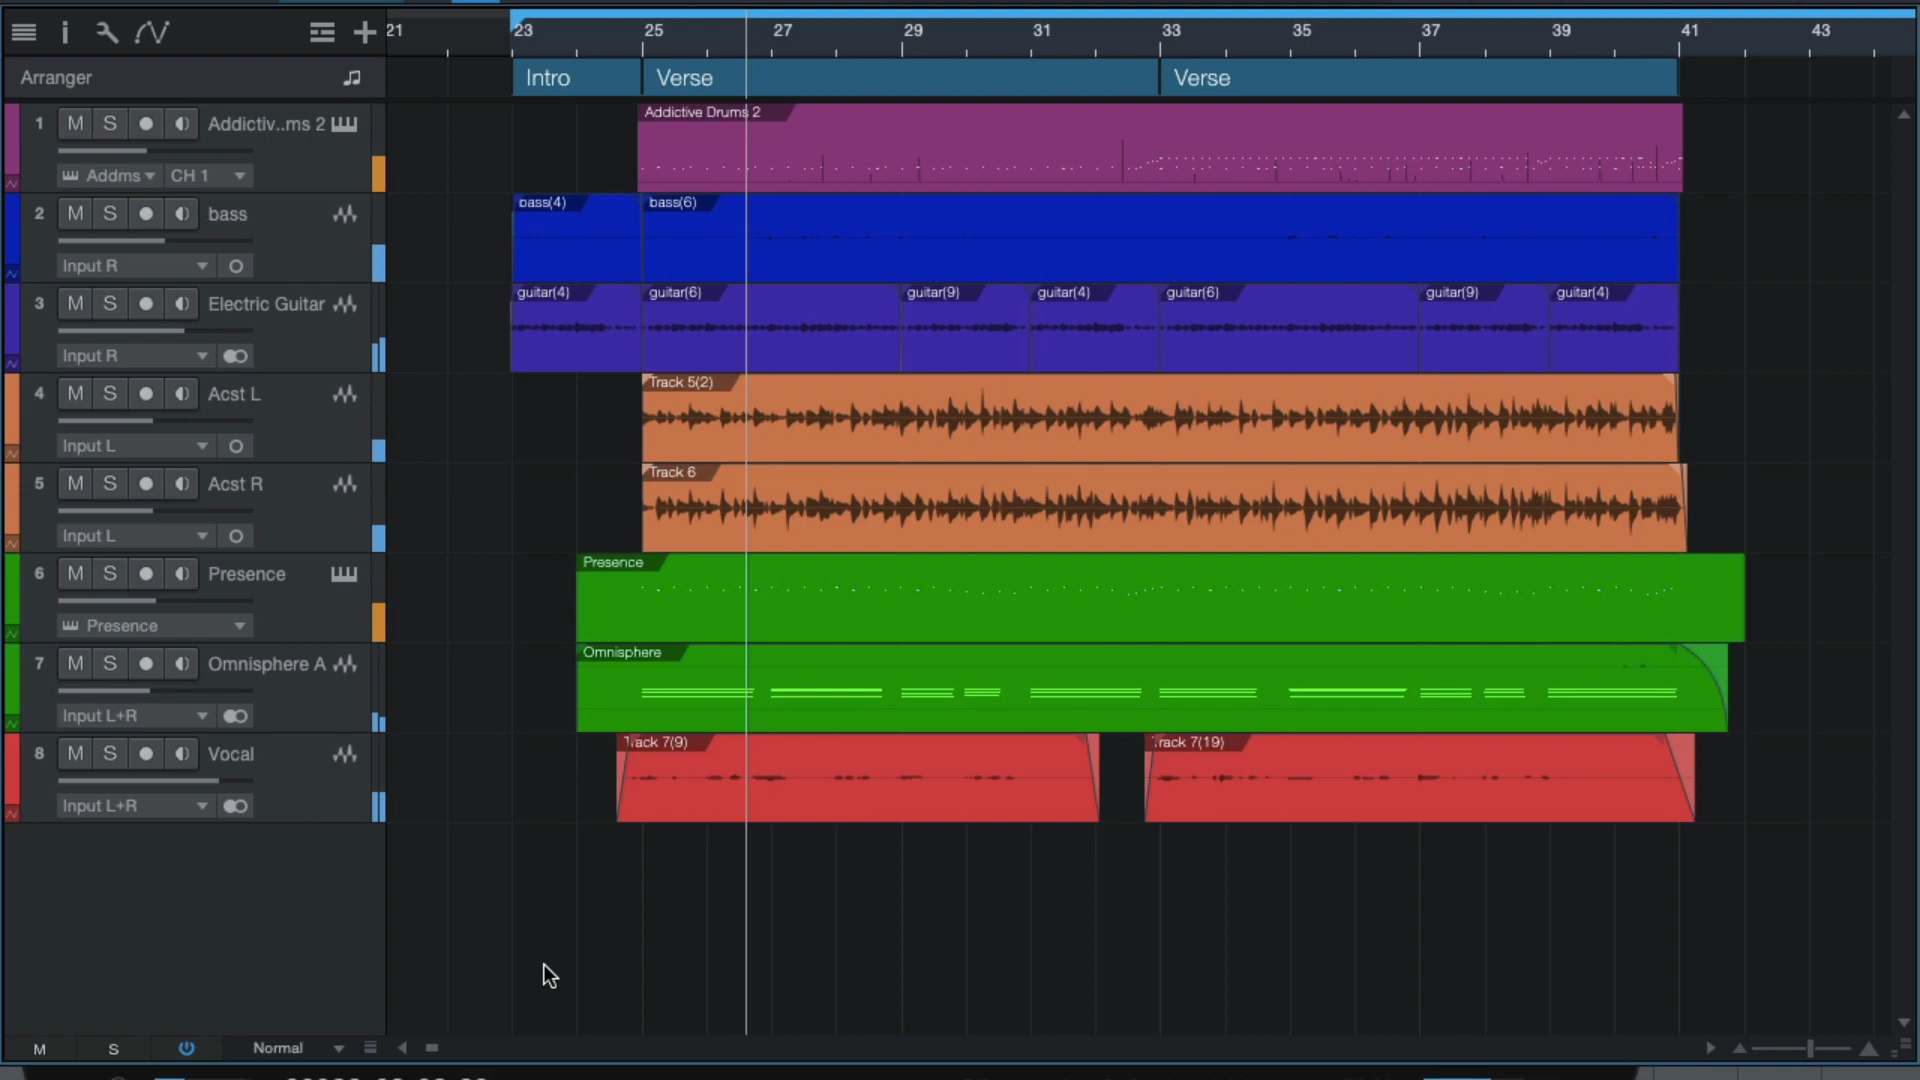 21 23 25 27 29 31 33 35 37 39 41 43
Arranger
Intro Verse Verse
1 M S Addictiv..ms 2
Addms CH 1
Addictive Drums 2
2 M S bass
Input R
bass(4) bass(6)
3 M S Electric Guitar
Input R
guitar(4) guitar(6) guitar(9) guitar(4) guitar(6) guitar(9) guitar(4)
4 M S Acst L
Input L
Track 5(2)
5 M S Acst R
Input L
Track 6
6 M S Presence
Presence
Presence
7 M S Omnisphere A
Input L+R
Omnisphere
8 M S Vocal
Input L+R
Track 7(9) Track 7(19)
M S Normal